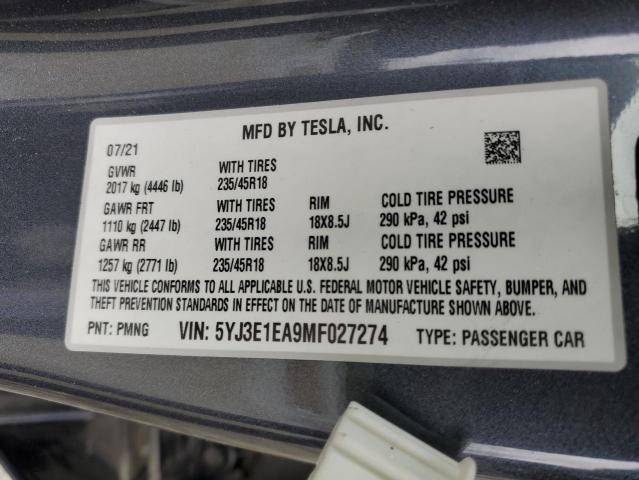 MFD BY TESLA, INC.
07/21
GVWR WITH TIRES
2017 kg (4446 lb) 235/45R18
GAWR FRT WITH TIRES RIM COLD TIRE PRESSURE
1110 kg (2447 lb) 235/45R18 18X8.5J 290 kPa, 42 psi
GAWR RR WITH TIRES RIM COLD TIRE PRESSURE
1257 kg (2771 lb) 235/45R18 18X8.5J 290 kPa, 42 psi
THIS VEHICLE CONFORMS TO ALL APPLICABLE U.S. FEDERAL MOTOR VEHICLE SAFETY, BUMPER, AND
THEFT PREVENTION STANDARDS IN EFFECT ON THE DATE OF MANUFACTURE SHOWN ABOVE.
PNT: PMNG VIN: 5YJ3E1EA9MF027274 TYPE: PASSENGER CAR